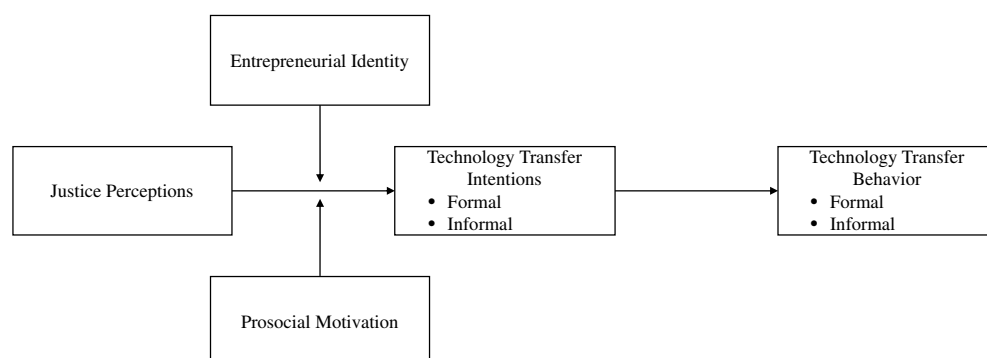 Entrepreneurial Identity
Justice Perceptions
Technology Transfer
Intentions
• Formal
• Informal
Technology Transfer
Behavior
• Formal
• Informal
Prosocial Motivation